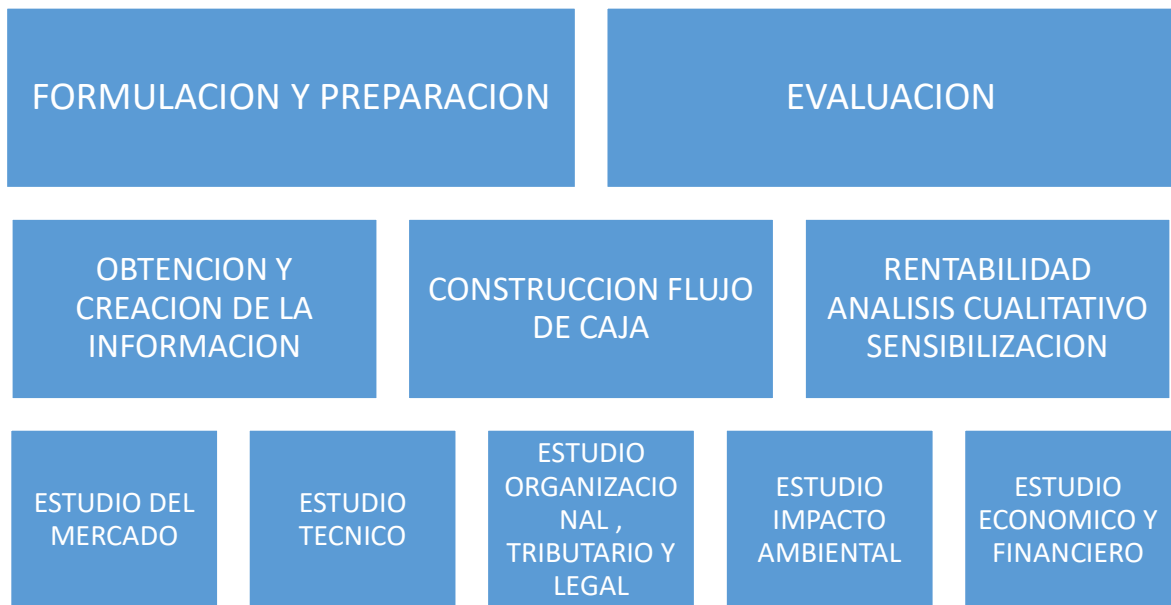 FORMULACION Y PREPARACION
EVALUACION
OBTENCION Y
CREACION DE LA
INFORMACION
CONSTRUCCION FLUJO
DE CAJA
RENTABILIDAD
ANALISIS CUALITATIVO
SENSIBILIZACION
ESTUDIO DEL
MERCADO
ESTUDIO
TECNICO
ESTUDIO
ORGANIZACIO
NAL ,
TRIBUTARIO Y
LEGAL
ESTUDIO
IMPACTO
AMBIENTAL
ESTUDIO
ECONOMICO Y
FINANCIERO